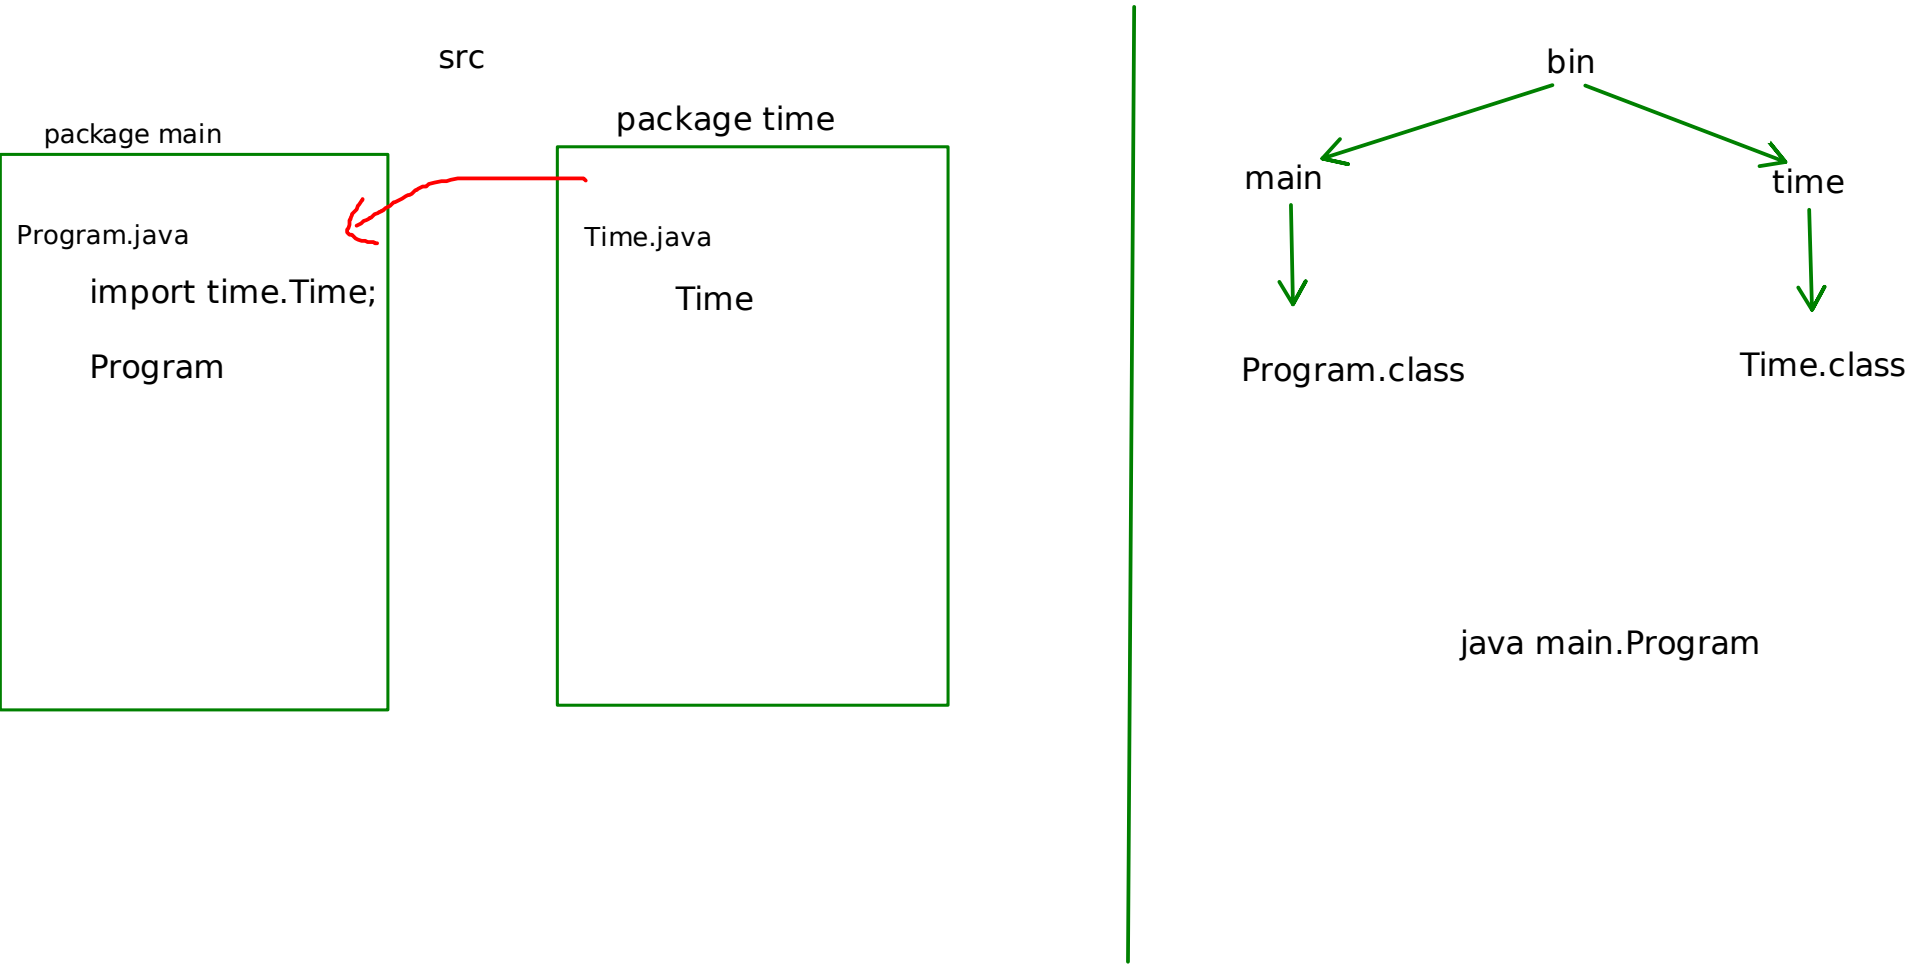 src
package main
package time
Program.java
import time.Time;
Program
Time.java
Time
bin
main
time
Program.class
Time.class
java main.Program